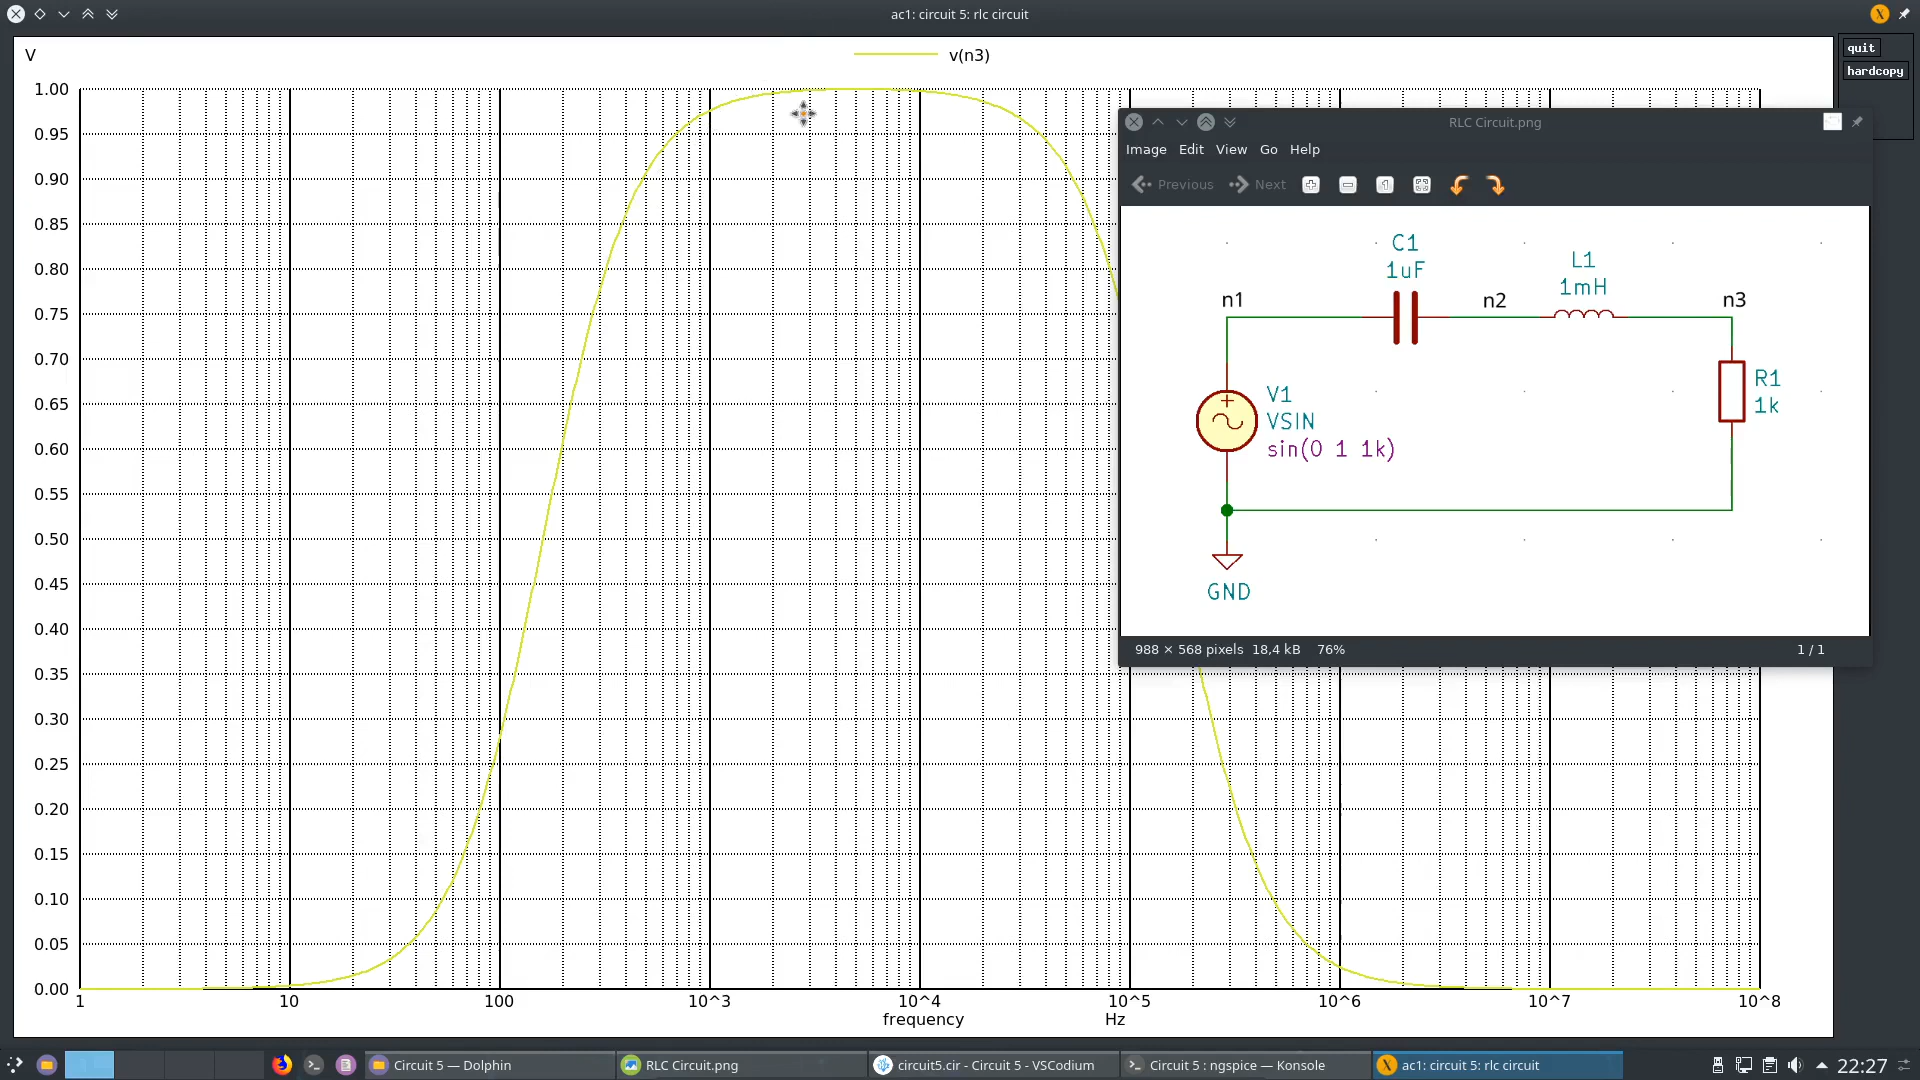 ac1: circuit 5: rlc circuit
X
quit
hardcopy
V
v(n3)
1.00
0.95
0.90
0.85
0.80
0.75
0.70
0.65
0.60
0.55
0.50
0.45
0.40
0.35
0.30
0.25
0.20
0.15
0.10
0.05
0.00
1 10 100 10^3 10^4 10^5 10^6 10^7 10^8
frequency Hz
RLC Circuit.png
Image Edit View Go Help
Previous Next
C1
1uF
L1
1mH
n1
n2
n3
V1
VSIN
sin(0 1 1k)
R1
1k
GND
988 × 568 pixels 18,4 kB 76% 1 / 1
Circuit 5 — Dolphin
RLC Circuit.png
circuit5.cir - Circuit 5 - VSCodium
Circuit 5 : ngspice — Konsole
X ac1: circuit 5: rlc circuit
22:27